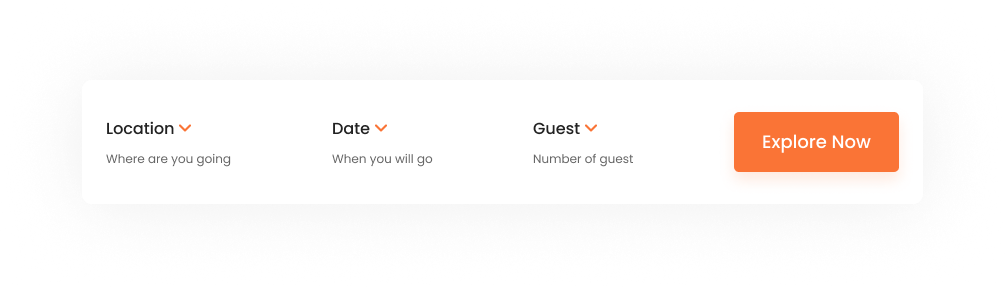 Location
Where are you going
Date
When you will go
Guest
Number of guest
Explore Now